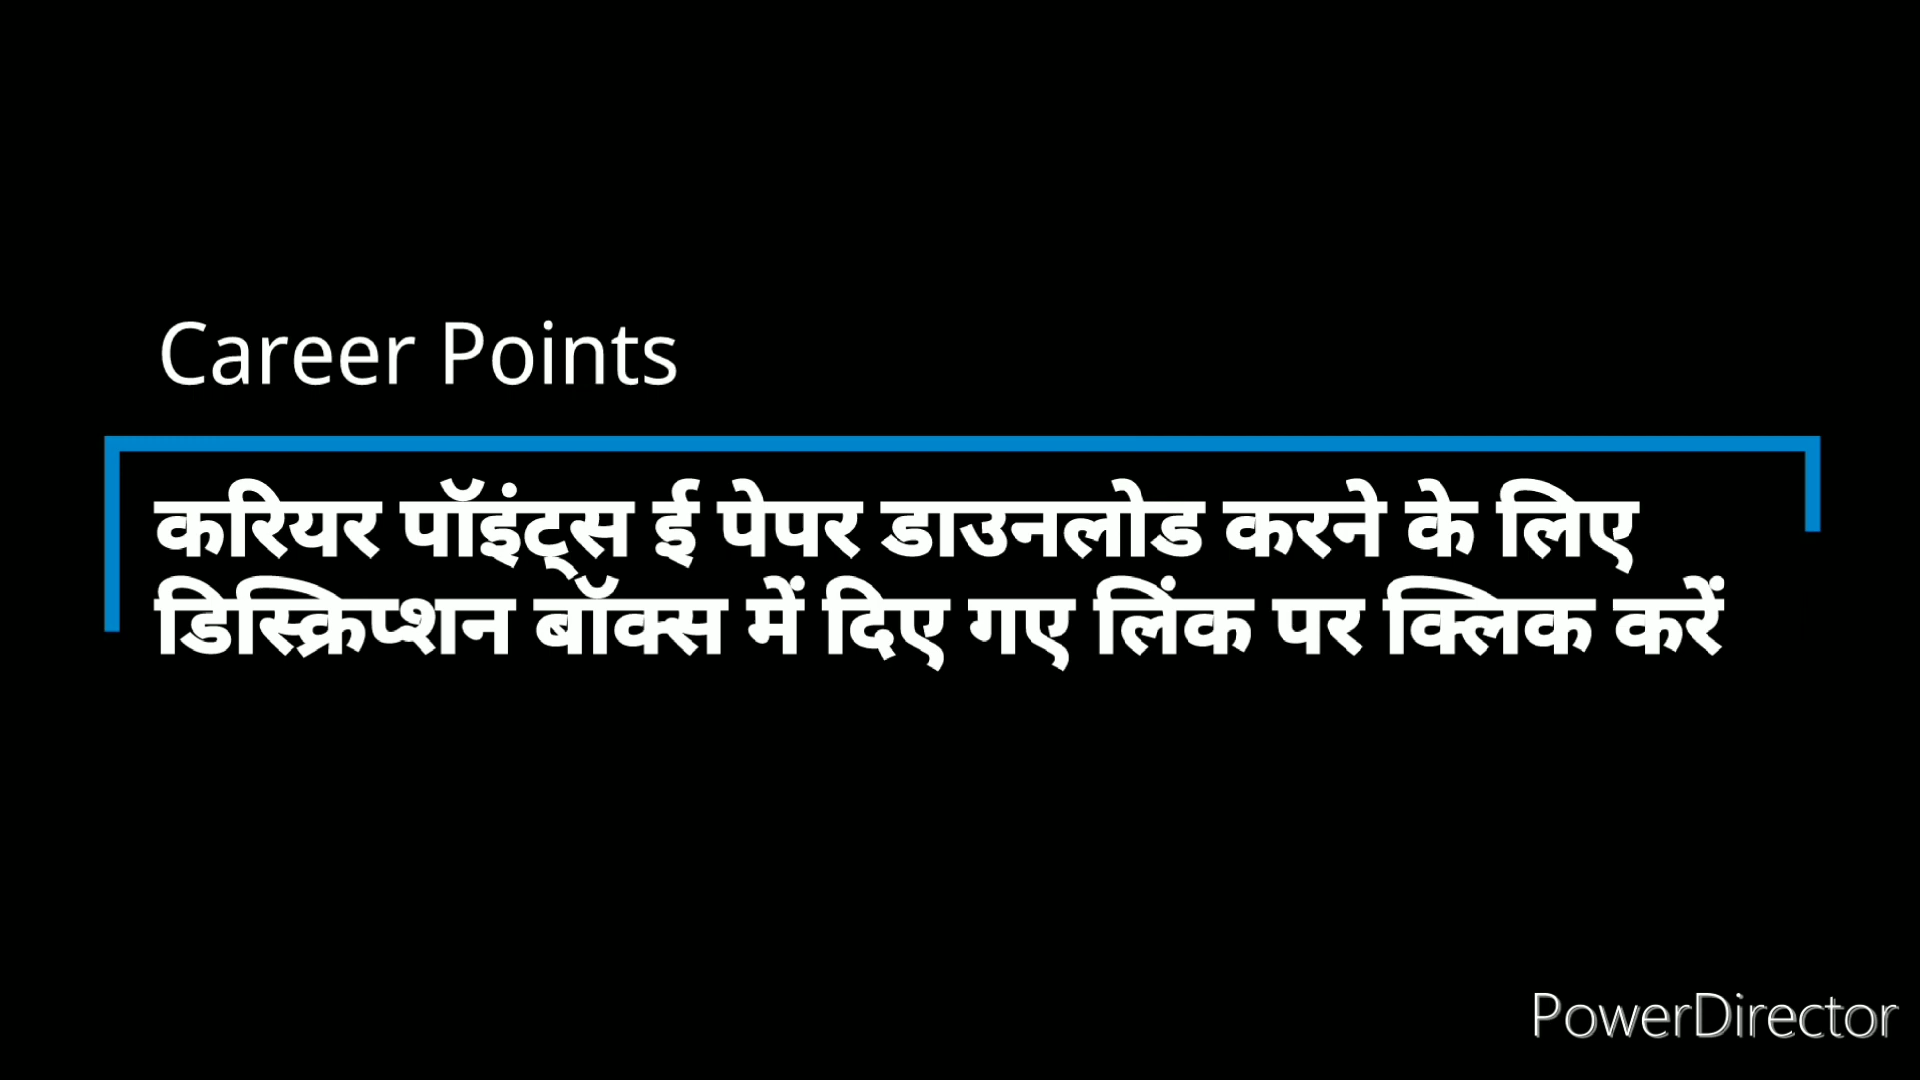 Career Points
करियर पॉइंट्स ई पेपर डाउनलोड करने के लिए
डिस्क्रिप्शन बॉक्स में दिए गए लिंक पर क्लिक करें
PowerDirector